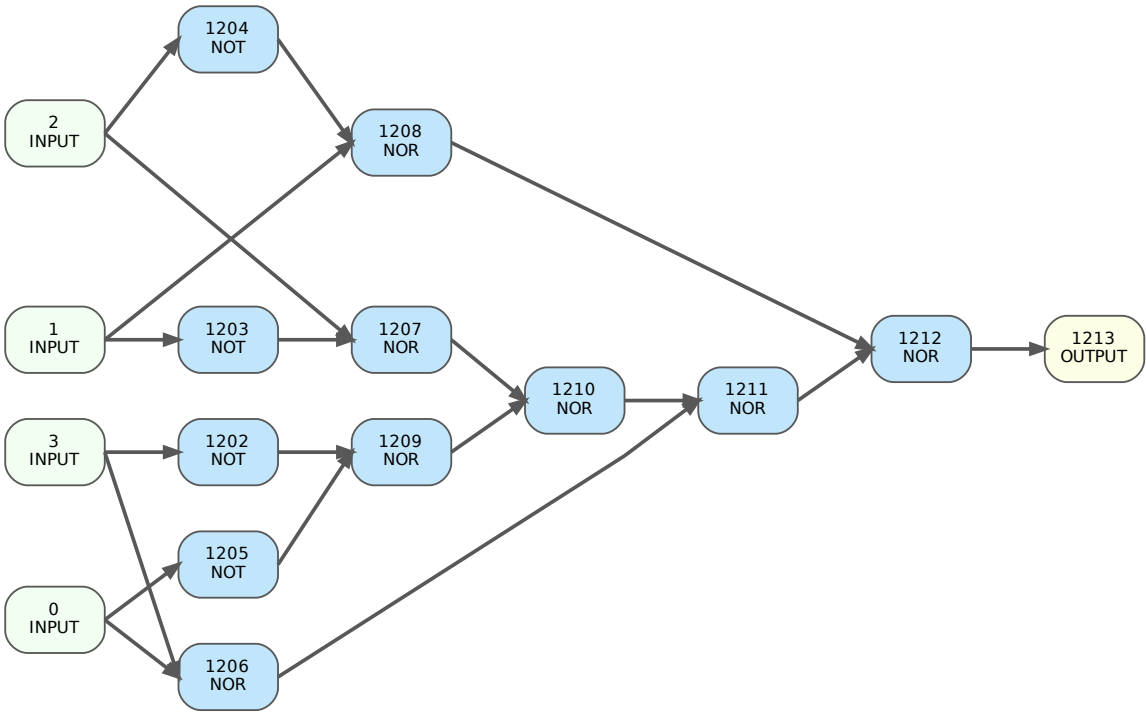 1204
NOT
2
INPUT
1208
NOR
1
INPUT
1203
NOT
1207
NOR
1212
NOR
1213
OUTPUT
1210
NOR
1211
NOR
3
INPUT
1202
NOT
1209
NOR
1205
NOT
0
INPUT
1206
NOR